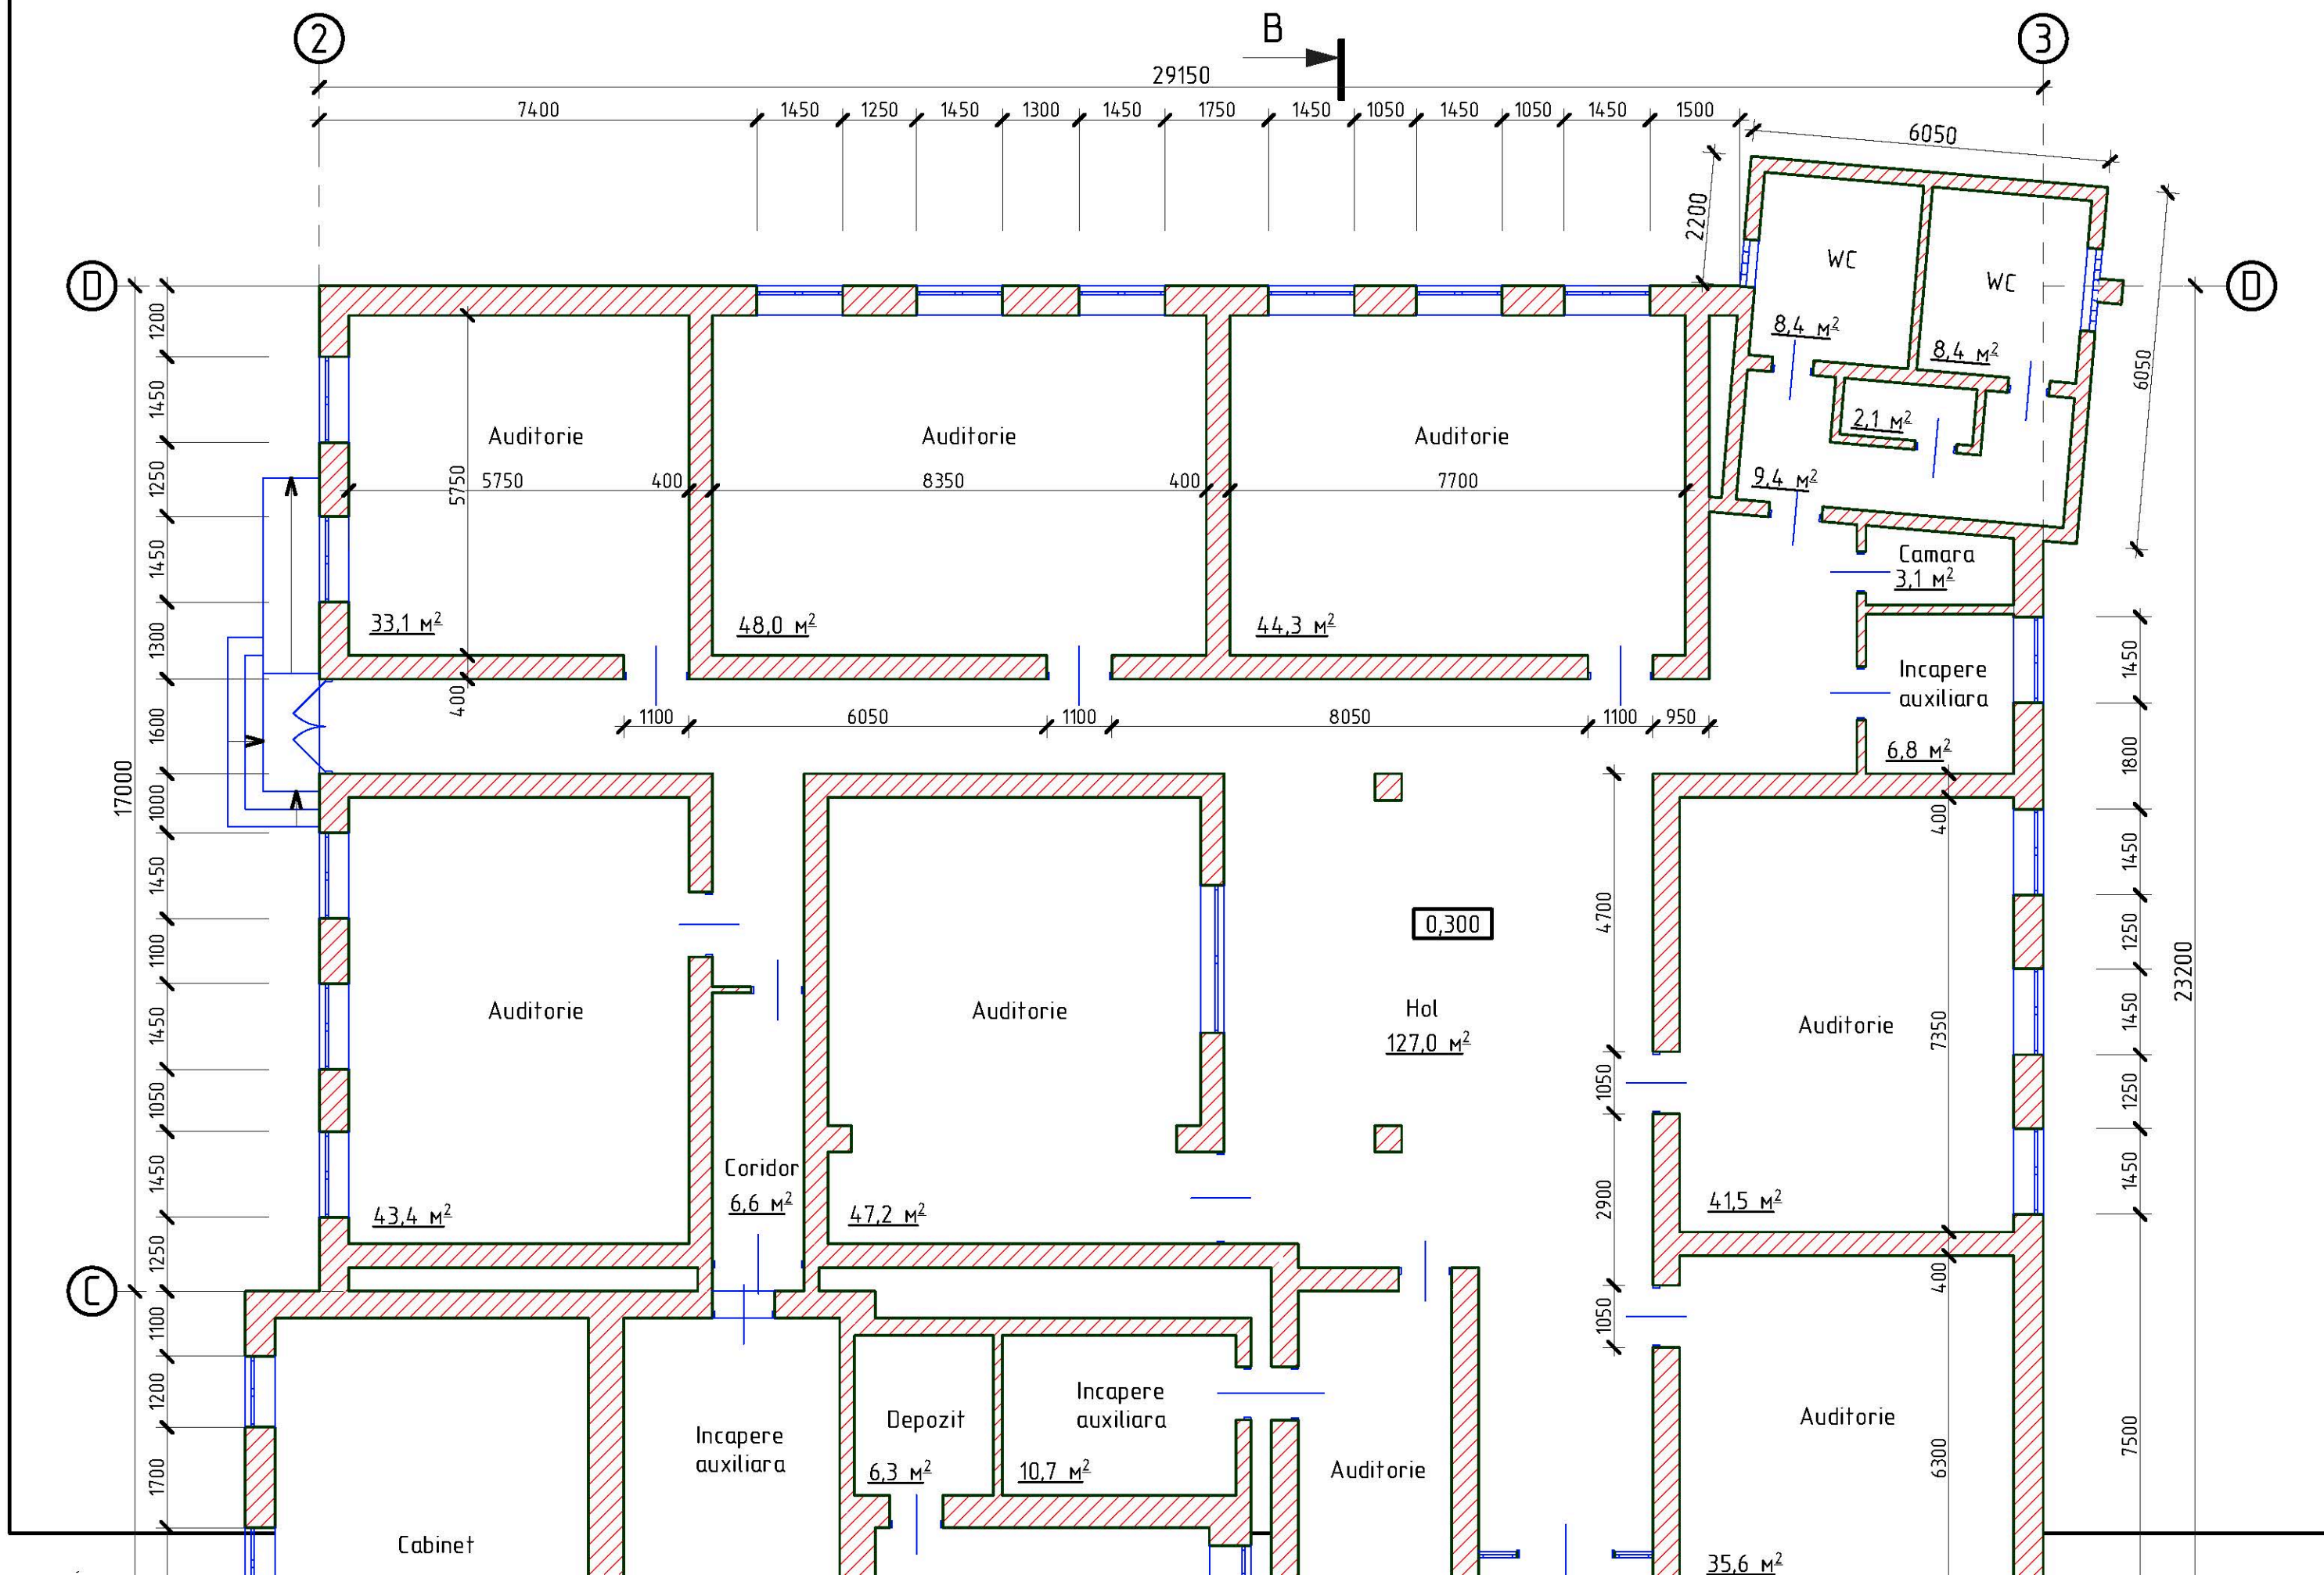 2
B
3
29150
7400 1450 1250 1450 1300 1450 1750 1450 1050 1450 1050 1450 1500
6050
2200
6050
D
D
17000
23200
1200
1450
1250
1450
1300
1600
1000
1450
1100
1450
1050
1450
1250
C
1100
1200
1700
WC
8,4 м²
WC
8,4 м²
2,1 м²
9,4 м²
Auditorie
5750
5750
400
33,1 м²
400
Auditorie
8350
400
48,0 м²
Auditorie
7700
44,3 м²
1100 6050 1100 8050 1100 950
Camara
3,1 м²
Incapere
auxiliara
6,8 м²
1450
1800
1450
1250
1450
1250
1450
7500
Auditorie
43,4 м²
Coridor
6,6 м²
Auditorie
47,2 м²
0,300
Hol
127,0 м²
4700
1050
2900
1050
400
Auditorie
7350
41,5 м²
400
Cabinet
Incapere
auxiliara
Depozit
6,3 м²
Incapere
auxiliara
10,7 м²
Auditorie
Auditorie
6300
35,6 м²